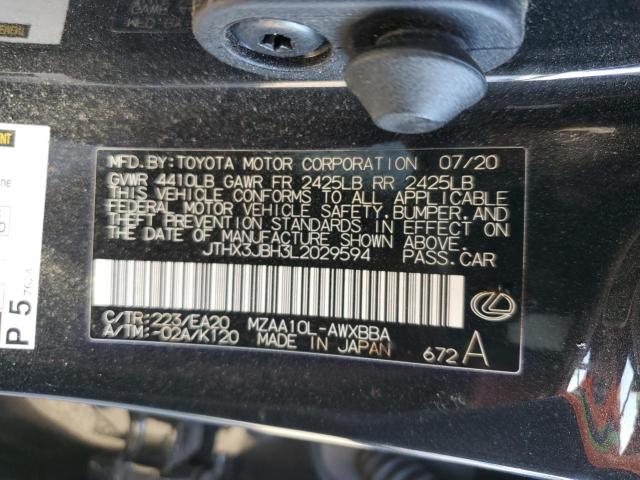 MFD. BY: TOYOTA MOTOR CORPORATION 07/20
GVWR 4410LB GAWR FR 2425LB RR 2425LB
THIS VEHICLE CONFORMS TO ALL APPLICABLE
FEDERAL MOTOR VEHICLE SAFETY, BUMPER, AND
THEFT PREVENTION STANDARDS IN EFFECT ON
THE DATE OF MANUFACTURE SHOWN ABOVE.
JTHX3JBH3L2029594 PASS.CAR
C/TR: 223/EA20 MZAA10L-AWXBBA
A/TM: -02A/K120 MADE IN JAPAN
672 A
P 5